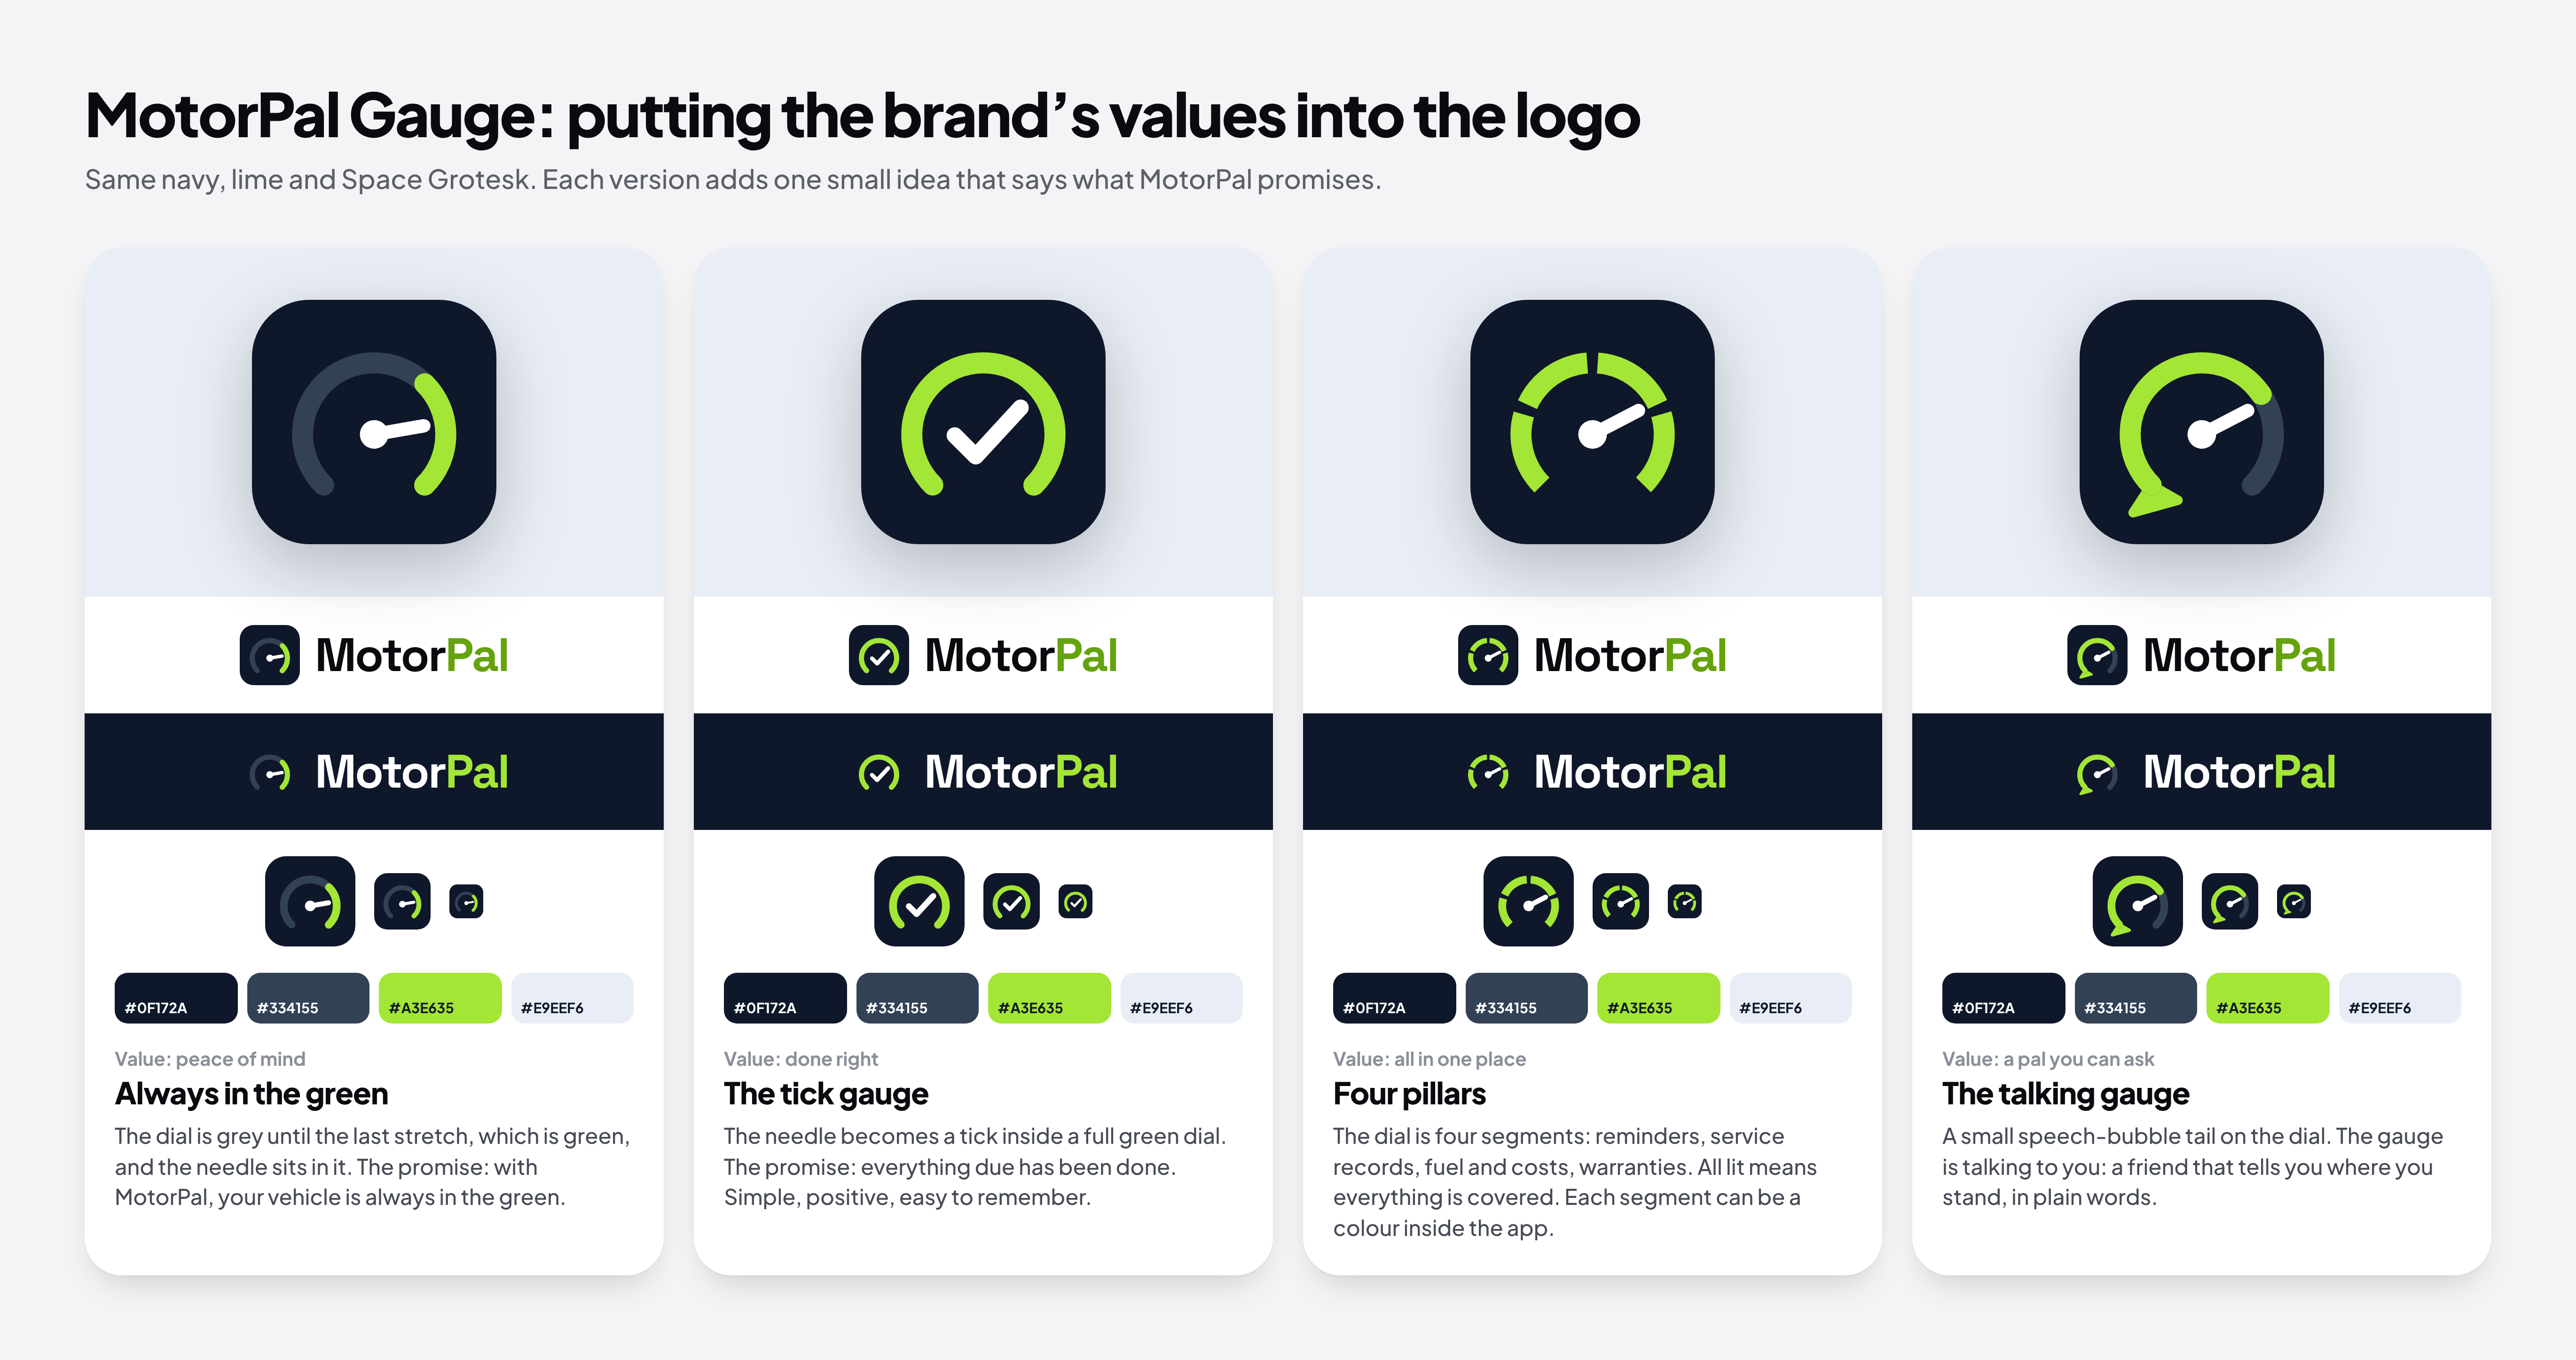 MotorPal Gauge: putting the brand’s values into the logo
Same navy, lime and Space Grotesk. Each version adds one small idea that says what MotorPal promises.
MotorPal
MotorPal
#0F172A
#334155
#A3E635
#E9EEF6
Value: peace of mind
Always in the green
The dial is grey until the last stretch, which is green,
and the needle sits in it. The promise: with
MotorPal, your vehicle is always in the green.
MotorPal
MotorPal
#0F172A
#334155
#A3E635
#E9EEF6
Value: done right
The tick gauge
The needle becomes a tick inside a full green dial.
The promise: everything due has been done.
Simple, positive, easy to remember.
MotorPal
MotorPal
#0F172A
#334155
#A3E635
#E9EEF6
Value: all in one place
Four pillars
The dial is four segments: reminders, service
records, fuel and costs, warranties. All lit means
everything is covered. Each segment can be a
colour inside the app.
MotorPal
MotorPal
#0F172A
#334155
#A3E635
#E9EEF6
Value: a pal you can ask
The talking gauge
A small speech-bubble tail on the dial. The gauge
is talking to you: a friend that tells you where you
stand, in plain words.